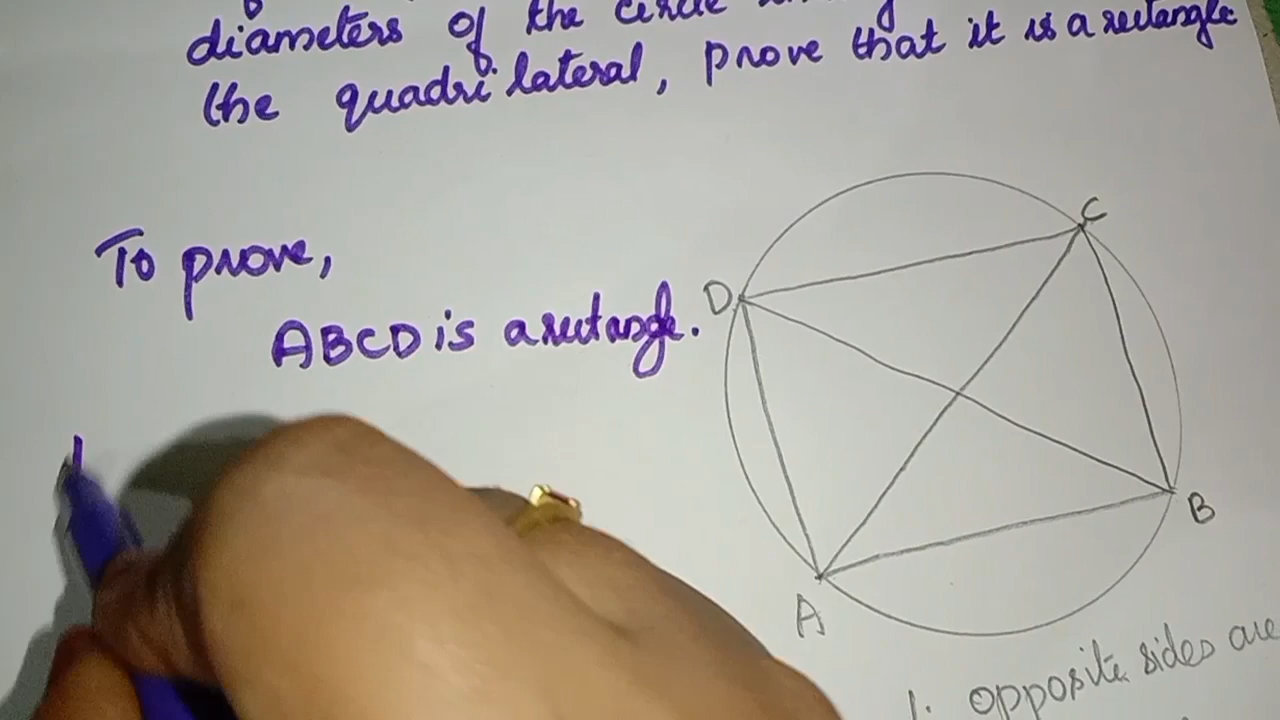 diameters of the circle
the quadrilateral, prove that it is a rectangle
To prove,
ABCD is a rectangle.
D
C
B
A
1. opposite sides are